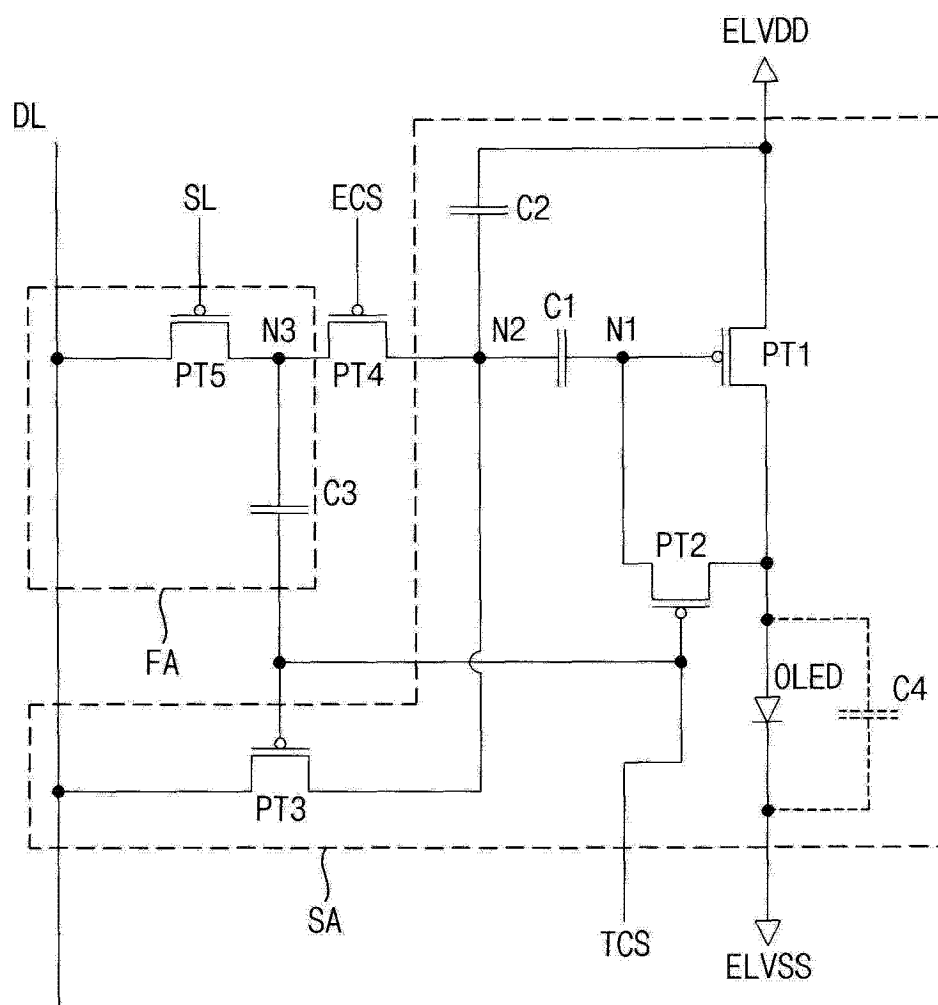 ELVDD
DL
SL
ECS
C2
C1
N3
N2
N1
PT5
PT4
PT1
C3
PT2
FA
OLED
C4
PT3
SA
TCS
ELVSS